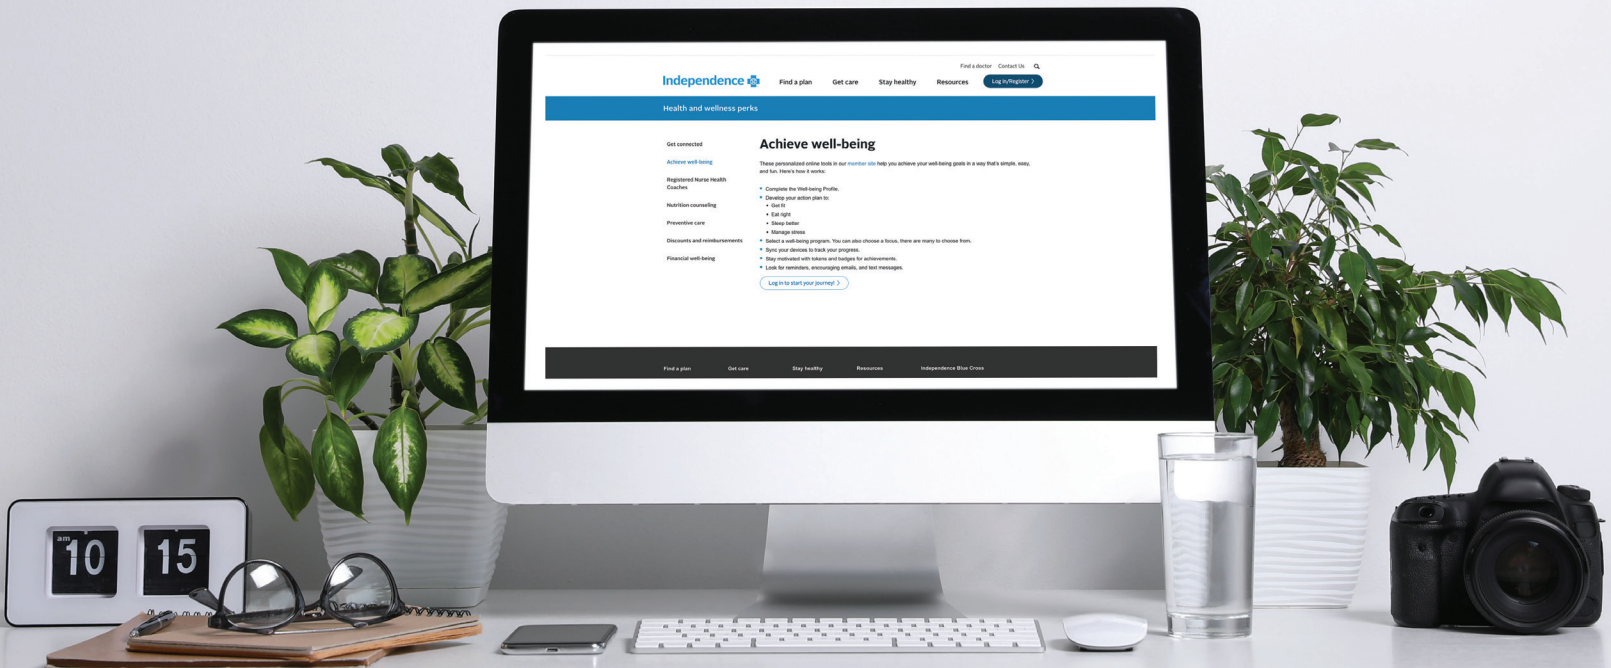 Find a doctor Contact Us
Independence Find a plan Get care Stay healthy Resources Log in/Register >
Health and wellness perks
Get connected
Achieve well-being
Registered Nurse Health
Coaches
Nutrition counseling
Preventive care
Discounts and reimbursements
Financial well-being
Achieve well-being
These personalized online tools in our member site help you achieve your well-being goals in a way that's simple, easy,
and fun. Here's how it works:
• Complete the Well-being Profile.
• Develop your action plan to:
• Get fit
• Eat right
• Sleep better
• Manage stress
• Select a well-being program. You can also choose a focus, there are many to choose from.
• Sync your devices to track your progress.
• Stay motivated with tokens and badges for achievements.
• Look for reminders, encouraging emails, and text messages.
Log in to start your journey! >
Find a plan Get care Stay healthy Resources Independence Blue Cross
am
10 15